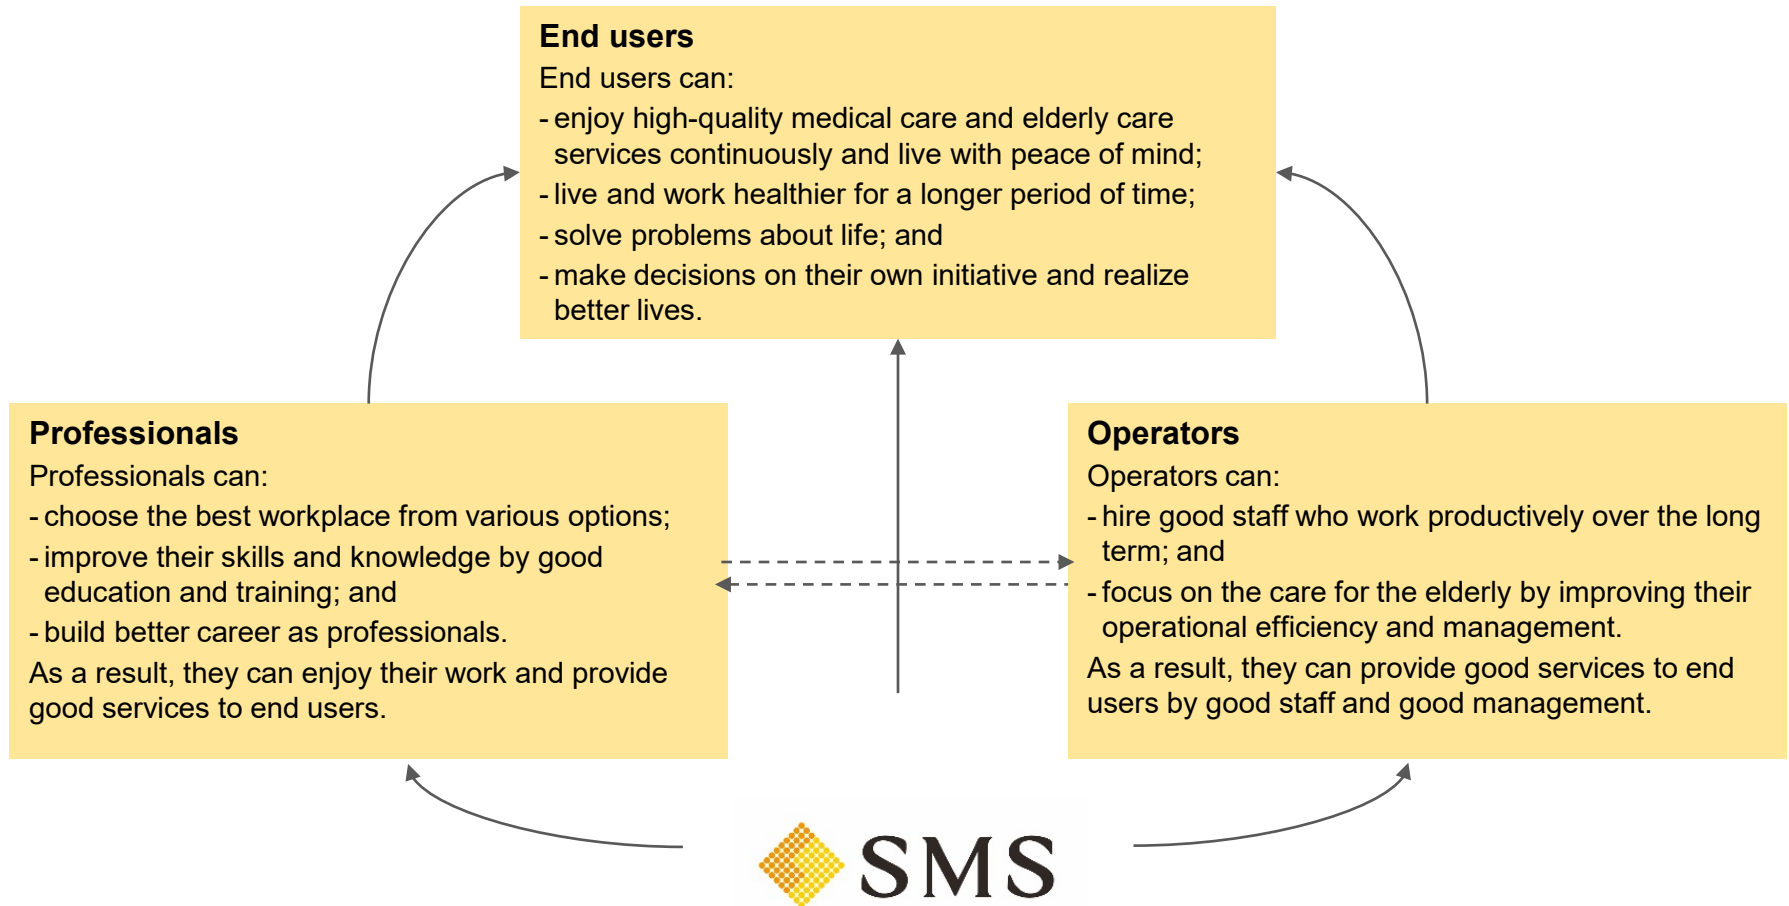 End users
End users can:
- enjoy high-quality medical care and elderly care
services continuously and live with peace of mind;
- live and work healthier for a longer period of time;
- solve problems about life; and
- make decisions on their own initiative and realize
better lives.
Professionals
Professionals can:
- choose the best workplace from various options;
- improve their skills and knowledge by good
education and training; and
- build better career as professionals.
As a result, they can enjoy their work and provide
good services to end users.
Operators
Operators can:
- hire good staff who work productively over the long
term; and
- focus on the care for the elderly by improving their
operational efficiency and management.
As a result, they can provide good services to end
users by good staff and good management.
SMS